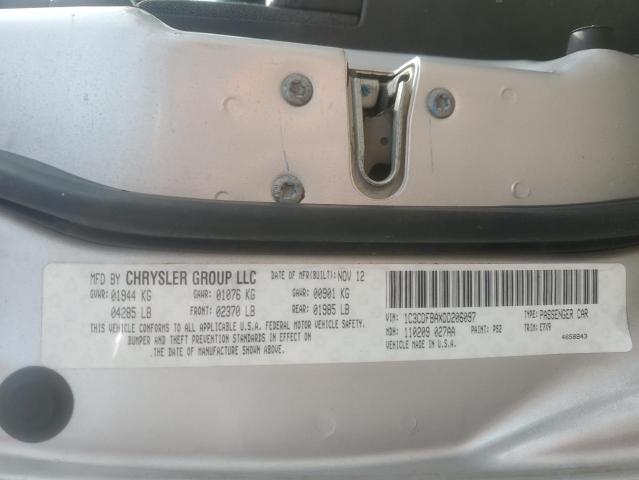 MFD BY CHRYSLER GROUP LLC DATE OF MFR(BUILT): NOV 12
GVWR: 01944 KG GAWR: 01076 KG GAWR: 00901 KG
04285 LB FRONT: 02370 LB REAR: 01985 LB
THIS VEHICLE CONFORMS TO ALL APPLICABLE U.S.A. FEDERAL MOTOR VEHICLE SAFETY,
BUMPER AND THEFT PREVENTION STANDARDS IN EFFECT ON
THE DATE OF MANUFACTURE SHOWN ABOVE.
VIN: 1C3CDFBAXDD206097 TYPE: PASSENGER CAR
MDH: 110209 027AA PAINT: PS2 TRIM: E7X9
VEHICLE MADE IN U.S.A. 4658843